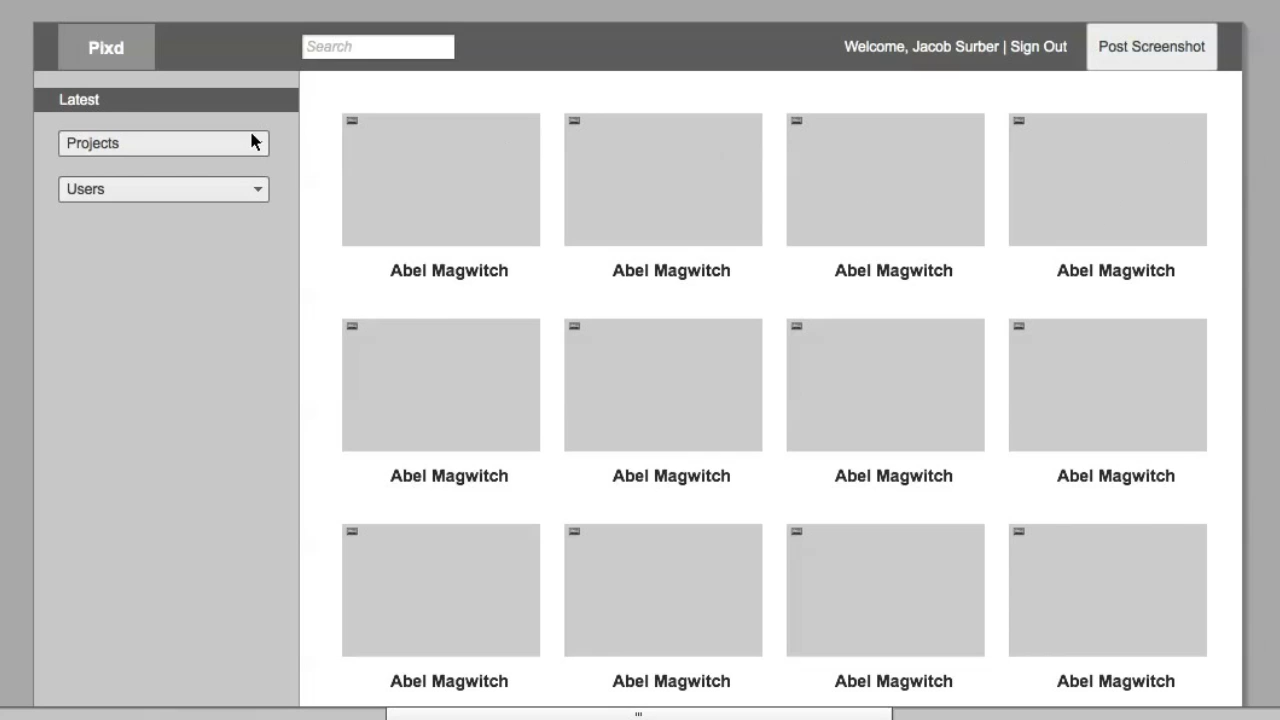 Pixd
Search
Welcome, Jacob Surber | Sign Out
Post Screenshot
Latest
Projects
Users
Abel Magwitch Abel Magwitch Abel Magwitch Abel Magwitch
Abel Magwitch Abel Magwitch Abel Magwitch Abel Magwitch
Abel Magwitch Abel Magwitch Abel Magwitch Abel Magwitch